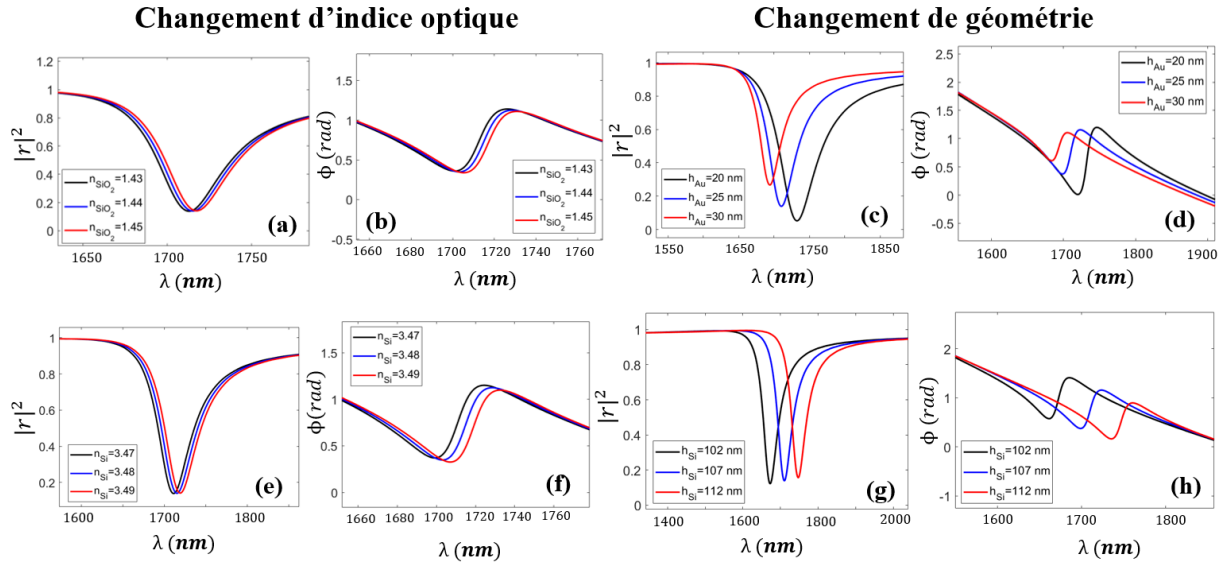 Changement d'indice optique
Changement de géométrie
1.2
1
0.8
0.6
0.4
0.2
0
|r|²
n_SiO₂=1.43
n_SiO₂=1.44
n_SiO₂=1.45
(a)
1650 1700 1750
λ (nm)
1.5
1
0.5
0
-0.5
ϕ (rad)
n_SiO₂=1.43
n_SiO₂=1.44
n_SiO₂=1.45
(b)
1660 1680 1700 1720 1740 1760
λ (nm)
1
0.8
0.6
0.4
0.2
0
|r|²
h_Au=20 nm
h_Au=25 nm
h_Au=30 nm
(c)
1550 1650 1750 1850
λ (nm)
2.5
2
1.5
1
0.5
0
-0.5
ϕ (rad)
h_Au=20 nm
h_Au=25 nm
h_Au=30 nm
(d)
1600 1700 1800 1900
λ (nm)
1
0.8
0.6
0.4
0.2
|r|²
n_Si=3.47
n_Si=3.48
n_Si=3.49
(e)
1600 1700 1800
λ (nm)
1.5
1
0.5
0
ϕ(rad)
n_Si=3.47
n_Si=3.48
n_Si=3.49
(f)
1660 1680 1700 1720 1740 1760
λ (nm)
1
0.8
0.6
0.4
0.2
0
|r|²
h_Si=102 nm
h_Si=107 nm
h_Si=112 nm
(g)
1400 1600 1800 2000
λ (nm)
2
1
0
-1
ϕ (rad)
h_Si=102 nm
h_Si=107 nm
h_Si=112 nm
(h)
1600 1700 1800
λ (nm)